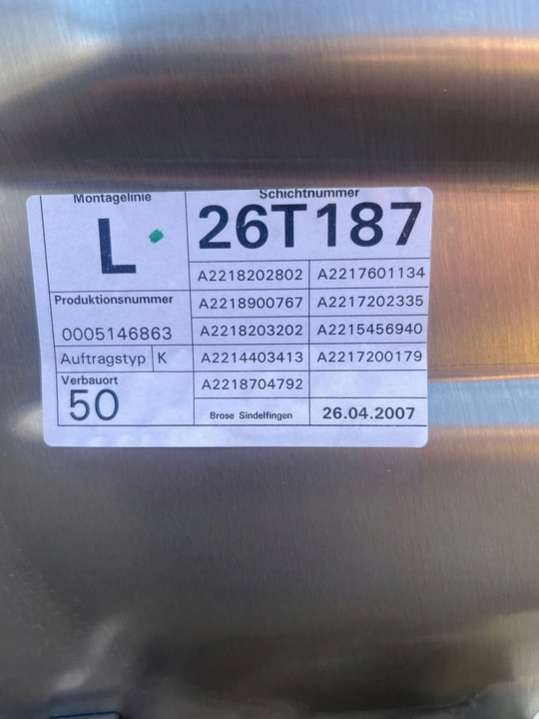 Montagelinie
L
Schichtnummer
26T187
A2218202802 A2217601134
Produktionsnummer
0005146863
A2218900767 A2217202335
A2218203202 A2215456940
Auftragstyp K
A2214403413 A2217200179
Verbauort
50
A2218704792
Brose Sindelfingen 26.04.2007